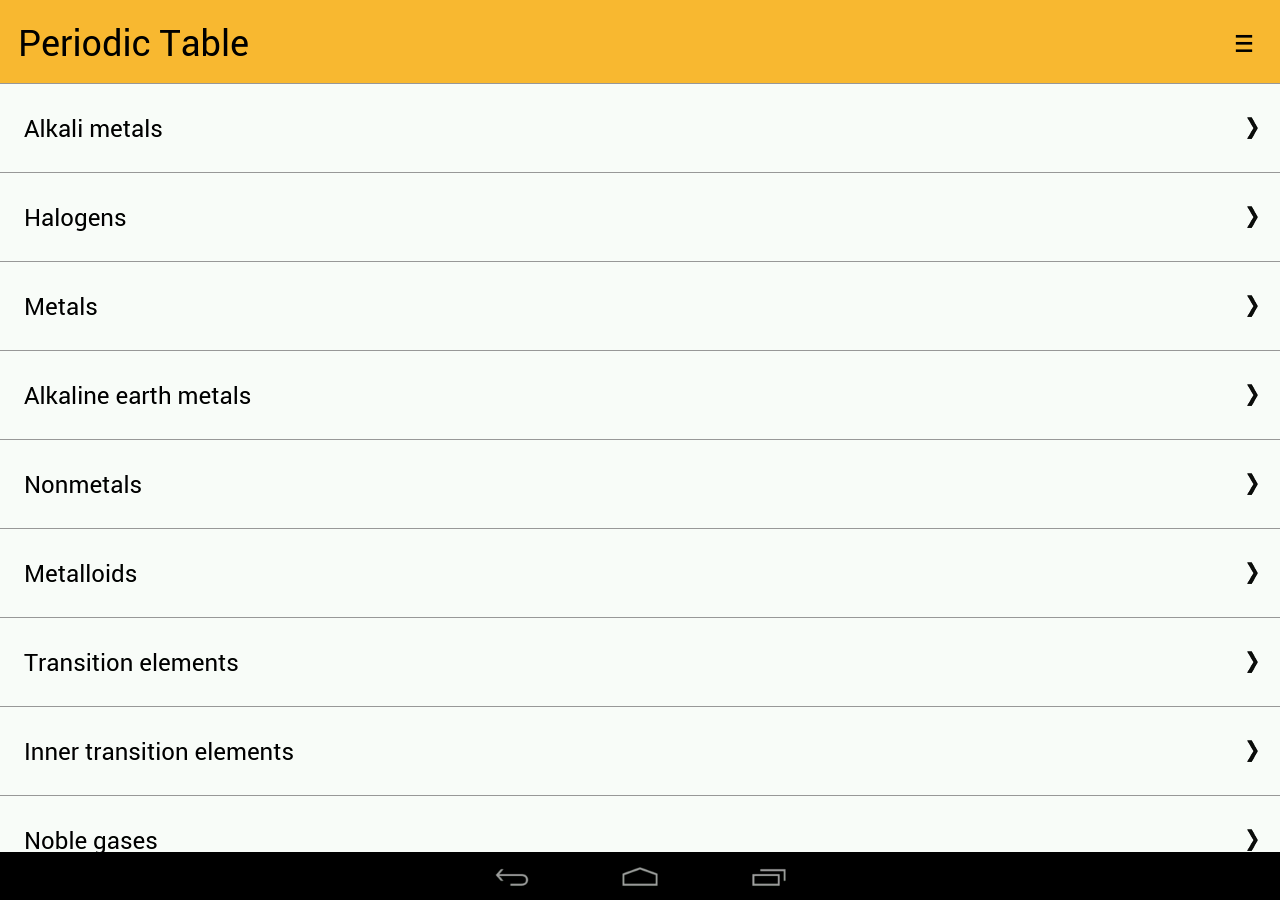 Periodic Table
Alkali metals
Halogens
Metals
Alkaline earth metals
Nonmetals
Metalloids
Transition elements
Inner transition elements
Noble gases